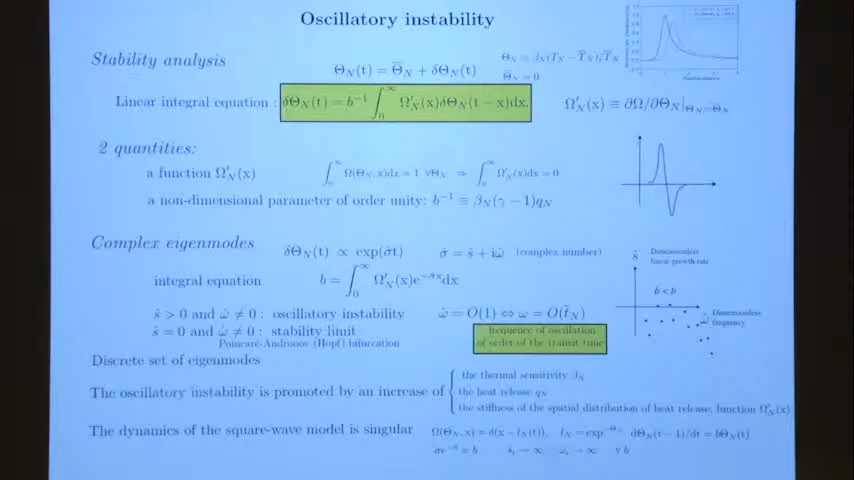 Oscillatory instability
Stability analysis
Θ_N(t) = Θ̅_N + δΘ_N(t)
Θ_N = β_N(T_N − T̅_N)/T̅_N
Θ̅_N = 0
Linear integral equation : δΘ_N(t) = b⁻¹ ∫₀^∞ Ω′_N(x)δΘ_N(t − x)dx. Ω′_N(x) ≡ ∂Ω/∂Θ_N|_{Θ_N=Θ̅_N}
2 quantities:
a function Ω′_N(x) ∫₀^∞ Ω(Θ_N, x)dx = 1 ∀Θ_N ⇒ ∫₀^∞ Ω′_N(x)dx = 0
a non-dimensional parameter of order unity: b⁻¹ ≡ β_N(γ − 1)q_N
Complex eigenmodes δΘ_N(t) ∝ exp(σ̂t) σ̂ = ŝ + iω̂ (complex number)
integral equation b = ∫₀^∞ Ω′_N(x)e^{−σ̂x}dx
ŝ > 0 and ω̂ ≠ 0 : oscillatory instability ω̂ = O(1) ⇔ ω = O(t̄_N)
ŝ = 0 and ω̂ ≠ 0 : stability limit
Poincaré-Andronov (Hopf) bifurcation
frequency of oscillation
of order of the transit time
ŝ
Dimensionless
linear growth rate
b < b
ω̂
Dimensionless
frequency
Discrete set of eigenmodes
The oscillatory instability is promoted by an increase of
the thermal sensitivity β_N
the heat release q_N
the stiffness of the spatial distribution of heat release, function Ω′_N(x)
The dynamics of the square-wave model is singular Ω(Θ_N, x) = δ(x − l_N(t)), l_N = exp^{−Θ_N} dΘ_N(t − 1)/dt = bΘ_N(t)
σe^{−σ} = b s_i → ∞ ω_i → ∞ ∀ b